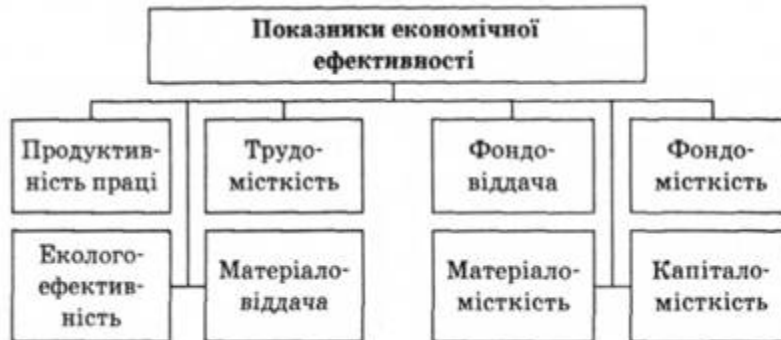 Показники економічної
ефективності
Продуктив-
ність праці
Трудо-
місткість
Фондо-
віддача
Фондо-
місткість
Еколого-
ефектив-
ність
Матеріало-
віддача
Матеріало-
місткість
Капітало-
місткість